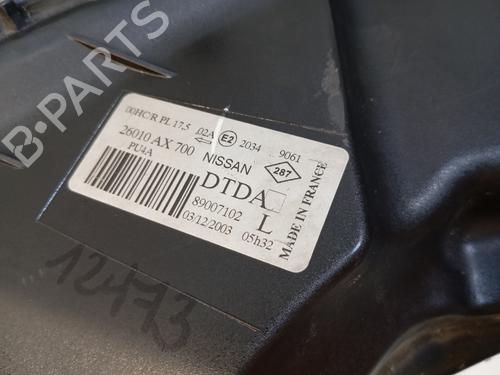 B-PARTS
00HC/R PL 17,5 02A E2 2034 9061
26010 AX 700 NISSAN 287
PU4A
DTDA
89007102 L
03/12/2003 05h32
MADE IN FRANCE
12473